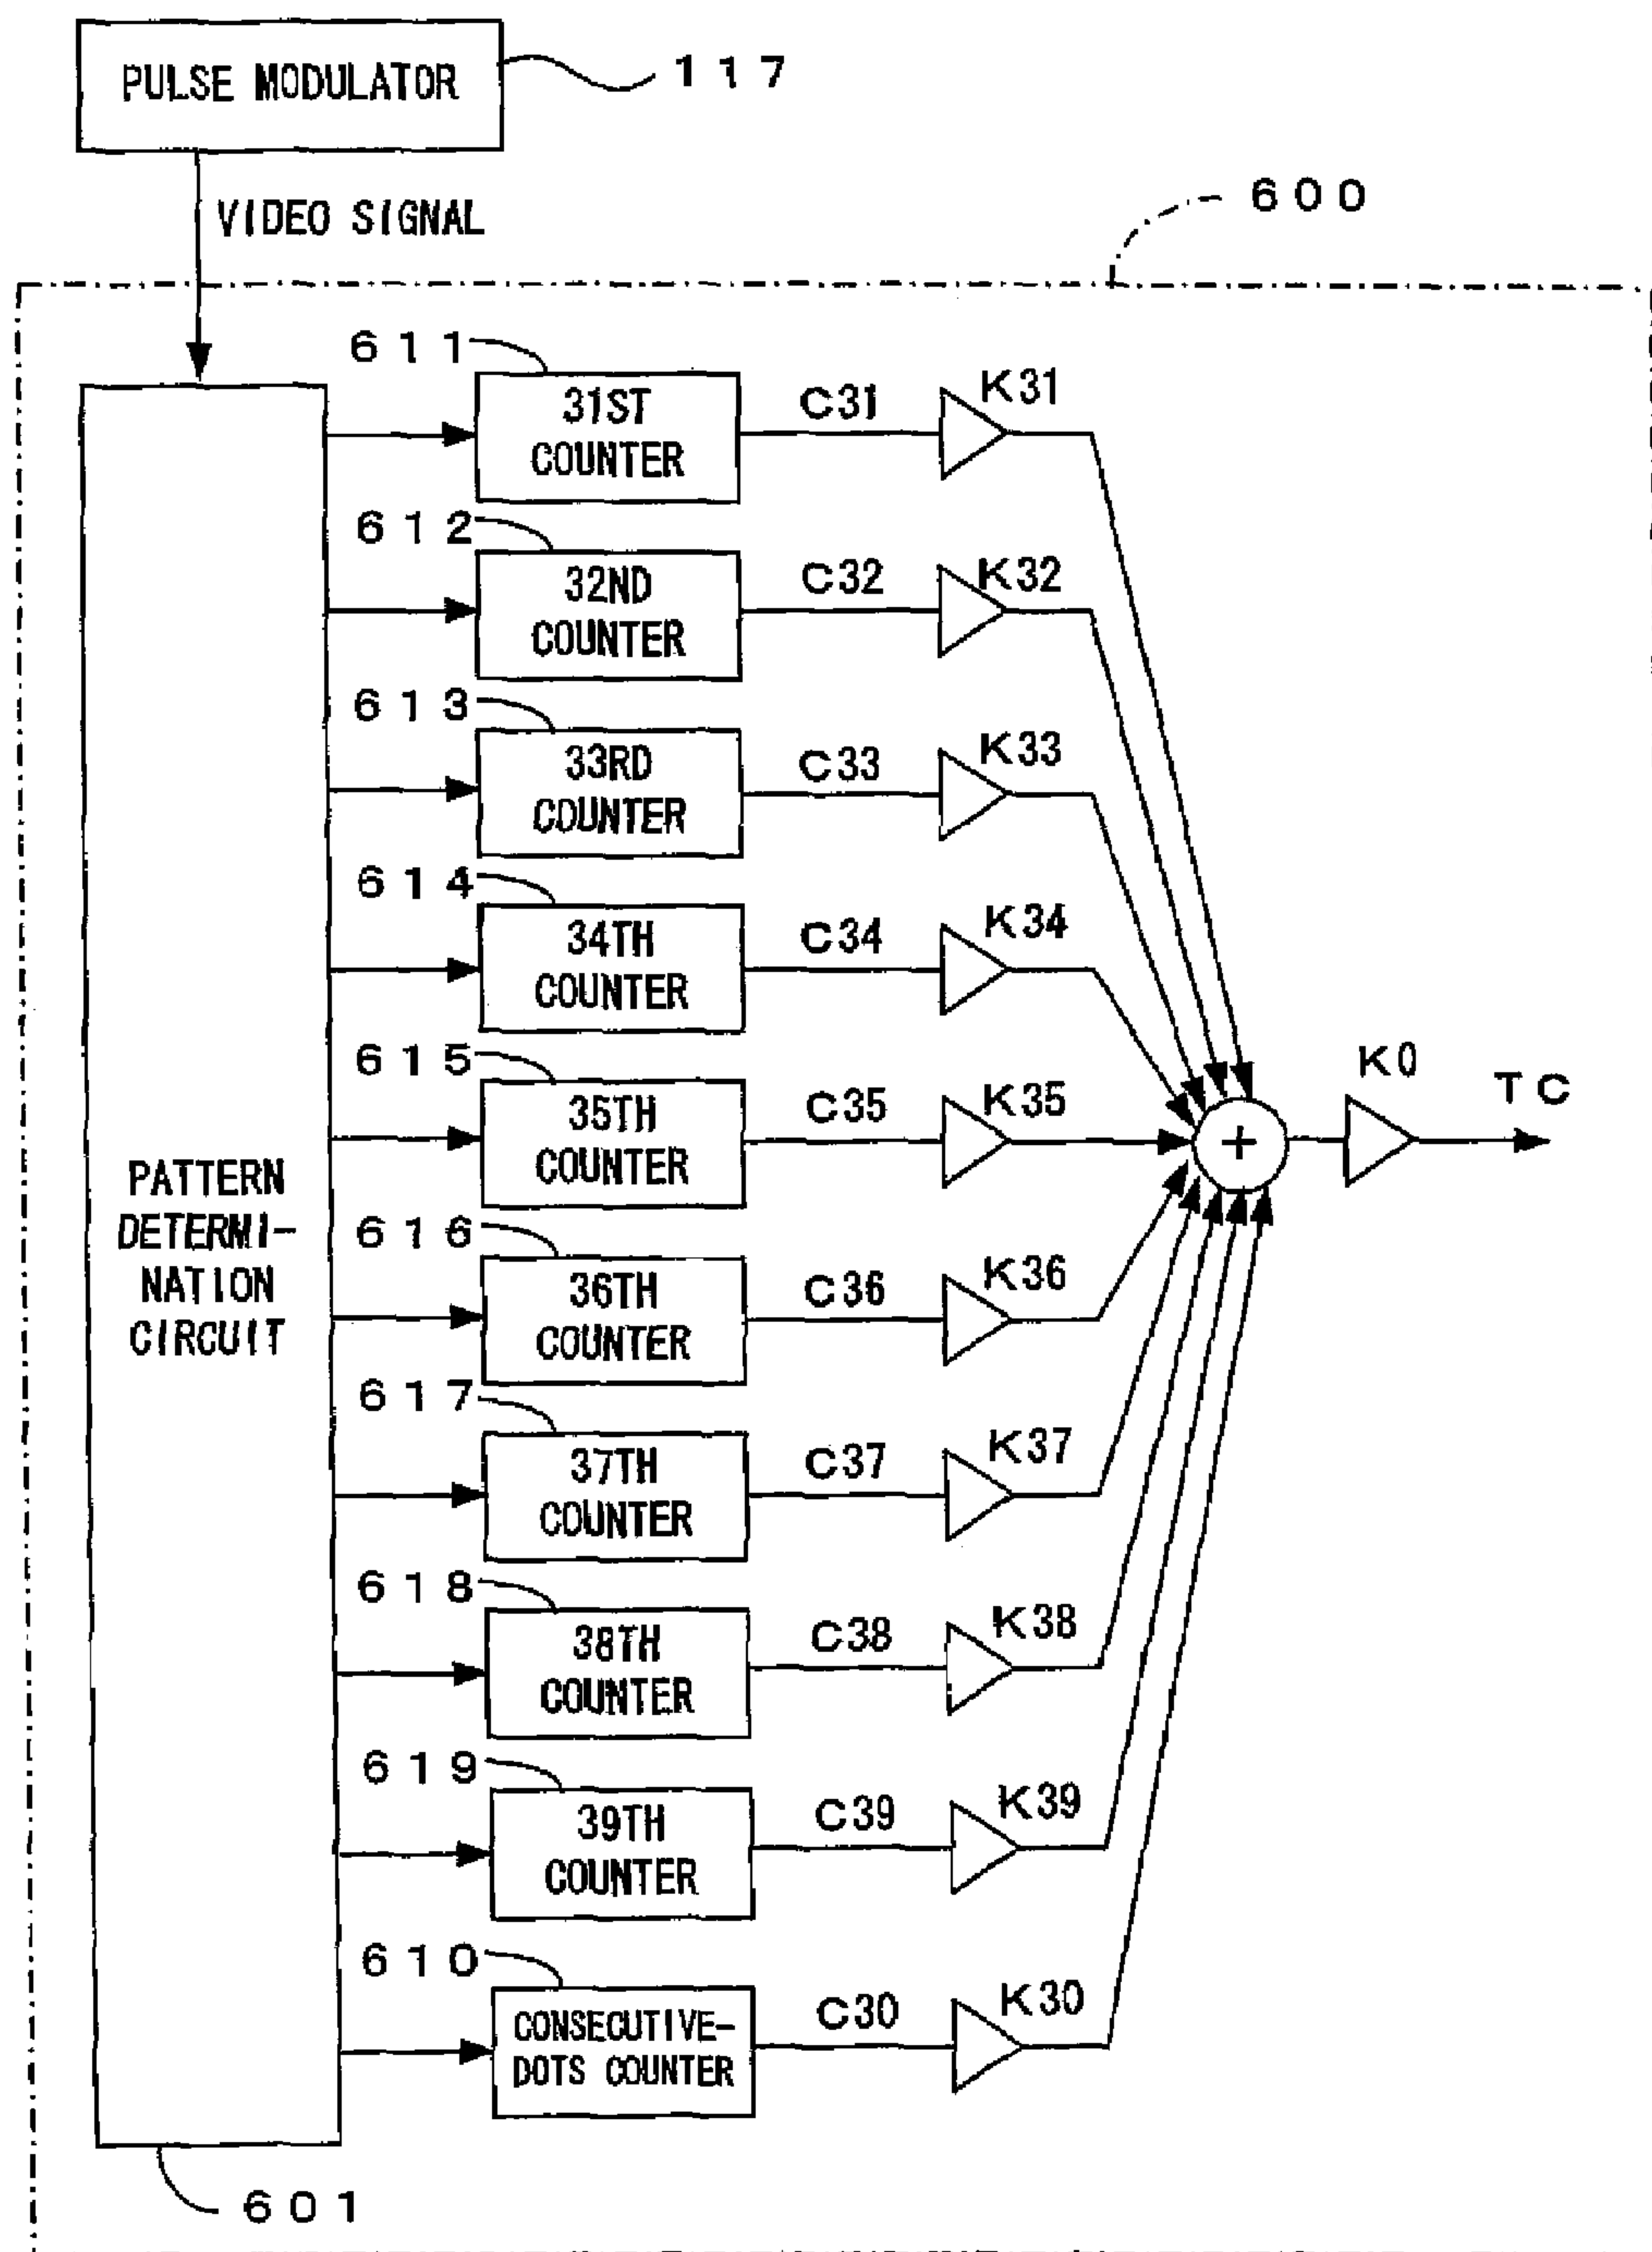 PULSE MODULATOR
117
VIDEO SIGNAL
600
611
31ST
COUNTER
C31
K31
612
32ND
COUNTER
C32
K32
613
33RD
COUNTER
C33
K33
614
34TH
COUNTER
C34
K34
615
35TH
COUNTER
C35
K35
+
K0
TC
PATTERN
DETERMI-
NATION
CIRCUIT
616
36TH
COUNTER
C36
K36
617
37TH
COUNTER
C37
K37
618
38TH
COUNTER
C38
K38
619
39TH
COUNTER
C39
K39
610
CONSECUTIVE-
DOTS COUNTER
C30
K30
601